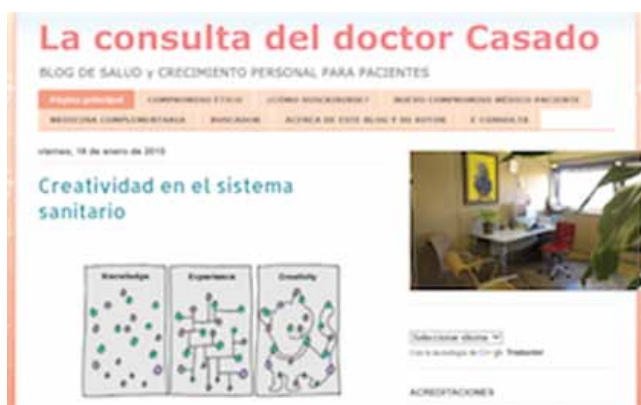 La consulta del doctor Casado
BLOG DE SALUD y CRECIMIENTO PERSONAL PARA PACIENTES
Página principal COMPROMISO ÉTICO ¿CÓMO SUSCRIBIRSE? NUEVO COMPROMISO MÉDICO PACIENTE
MEDICINA COMPLEMENTARIA BUSCADOR ACERCA DE ESTE BLOG Y SU AUTOR E CONSULTA
viernes, 18 de enero de 2013
Creatividad en el sistema
sanitario
Knowledge Experience Creativity
Seleccionar idioma
Con la tecnología de Google Traductor
ACREDITACIONES